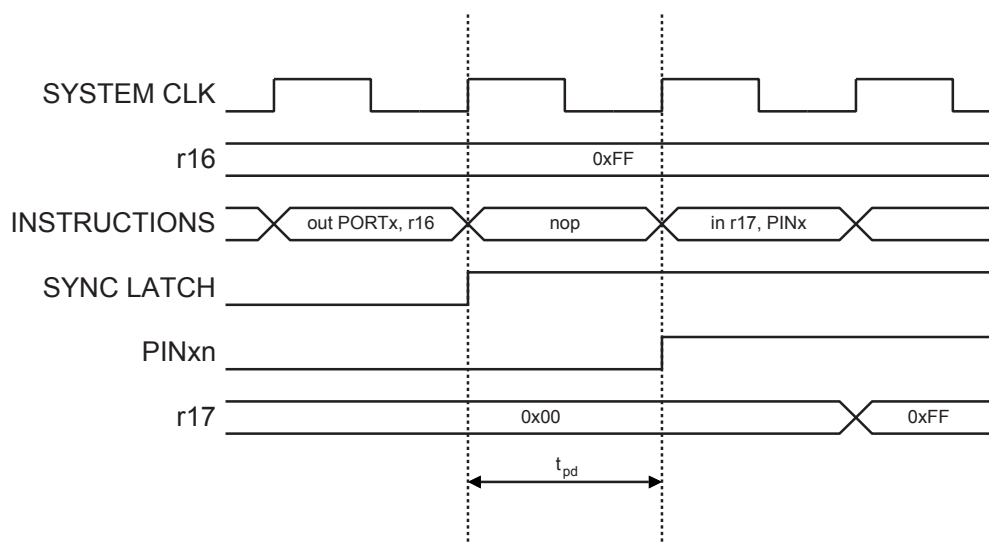 SYSTEM CLK
r16
0xFF
INSTRUCTIONS
out PORTx, r16
nop
in r17, PINx
SYNC LATCH
PINxn
r17
0x00
0xFF
tpd